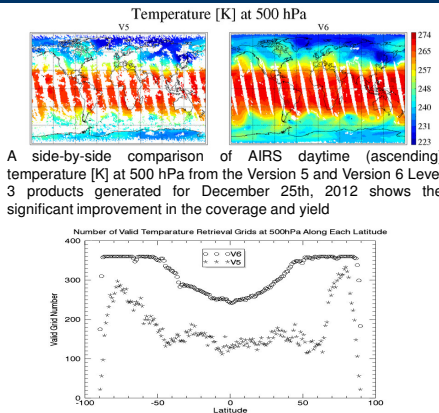 Temperature [K] at 500 hPa
V5 V6
274
265
257
248
240
231
223
A side-by-side comparison of AIRS daytime (ascending)
temperature [K] at 500 hPa from the Version 5 and Version 6 Leve
3 products generated for December 25th, 2012 shows the
significant improvement in the coverage and yield
Number of Valid Temparature Retrieval Grids at 500hPa Along Each Latitude
400
300
200
100
0
Valid Grid Number
V6
V5
-100 -50 0 50 100
Latitude